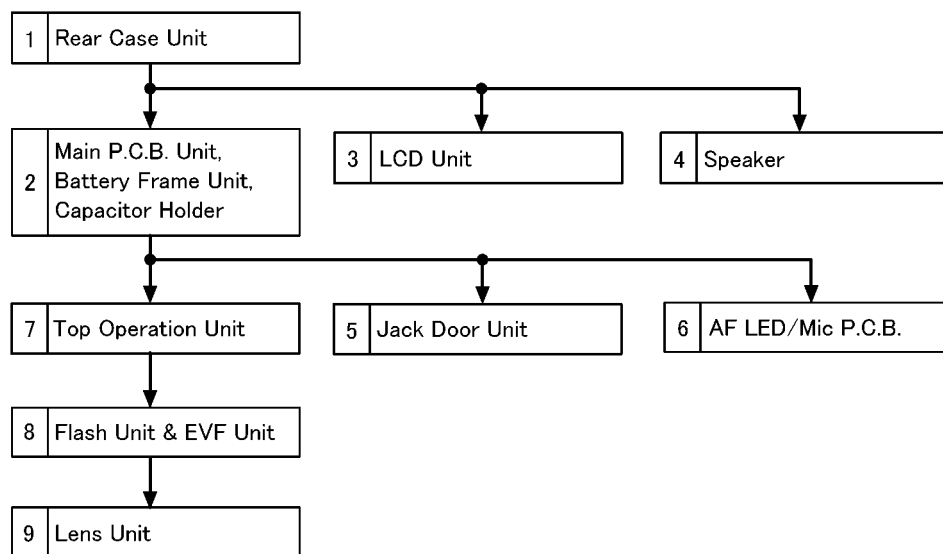 1 Rear Case Unit
2 Main P.C.B. Unit,
Battery Frame Unit,
Capacitor Holder
3 LCD Unit
4 Speaker
7 Top Operation Unit
5 Jack Door Unit
6 AF LED/Mic P.C.B.
8 Flash Unit & EVF Unit
9 Lens Unit